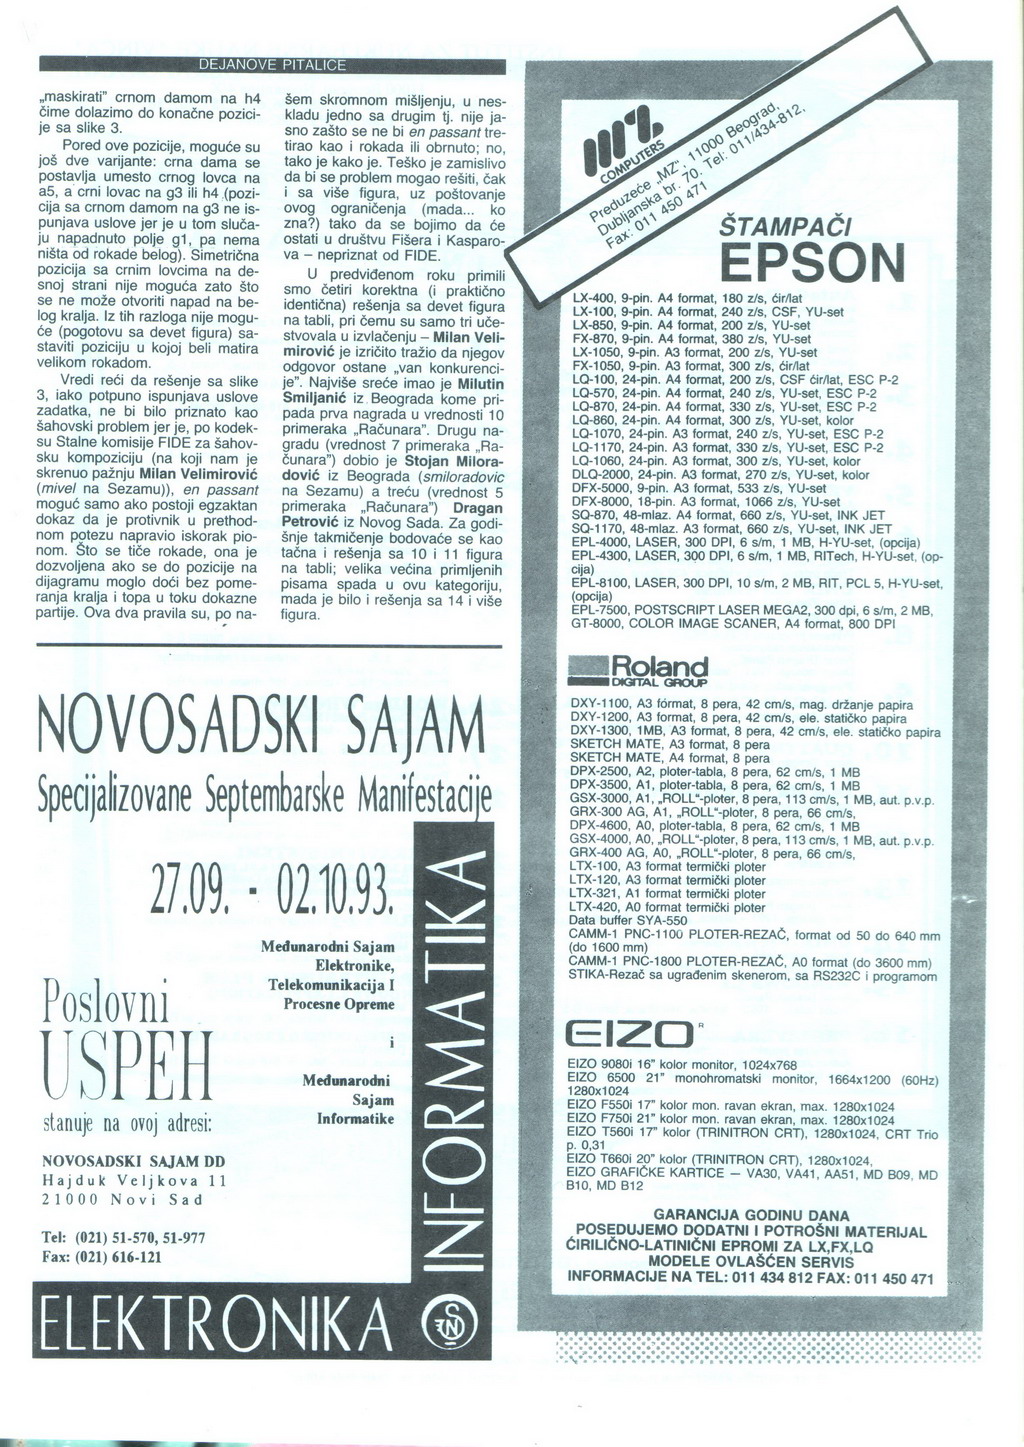 DEJANOVE PITALICE
„maskirati” crnom damom na h4
čime dolazimo do konačne pozici-
je sa slike 3.
Pored ove pozicije, moguće su
još dve varijante: crna dama se
postavlja umesto crnog lovca na
a5, a crni lovac na g3 ili h4 (pozi-
cija sa crnom damom na g3 ne is-
punjava uslove jer je u tom sluča-
ju napadnuto polje g1, pa nema
ništa od rokade belog). Simetrična
pozicija sa crnim lovcima na de-
snoj strani nije moguća zato što
se ne može otvoriti napad na be-
log kralja. Iz tih razloga nije mogu-
će (pogotovu sa devet figura) sa-
staviti poziciju u kojoj beli matira
velikom rokadom.
Vredi reći da rešenje sa slike
3, iako potpuno ispunjava uslove
zadatka, ne bi bilo priznato kao
šahovski problem jer je, po kodek-
su Stalne komisije FIDE za šahov-
sku kompoziciju (na koji nam je
skrenuo pažnju Milan Velimirović
(mivel na Sezamu)), en passant
moguć samo ako postoji egzaktan
dokaz da je protivnik u prethod-
nom potezu napravio iskorak pio-
nom. Što se tiče rokade, ona je
dozvoljena ako se do pozicije na
dijagramu moglo doći bez pome-
ranja kralja i topa u toku dokazne
partije. Ova dva pravila su, po na-
šem skromnom mišljenju, u nes-
kladu jedno sa drugim tj. nije ja-
sno zašto se ne bi en passant tre-
tirao kao i rokada ili obrnuto; no,
tako je kako je. Teško je zamislivo
da bi se problem mogao rešiti, čak
i sa više figura, uz poštovanje
ovog ograničenja (mada... ko
zna?) tako da se bojimo da će
ostati u društvu Fišera i Kasparo-
va – nepriznat od FIDE.
U predviđenom roku primili
smo četiri korektna (i praktično
identična) rešenja sa devet figura
na tabli, pri čemu su samo tri uče-
stvovala u izvlačenju – Milan Veli-
mirović je izričito tražio da njegov
odgovor ostane „van konkurenci-
je”. Najviše sreće imao je Milutin
Smiljanić iz Beograda kome pri-
pada prva nagrada u vrednosti 10
primeraka „Računara”. Drugu na-
gradu (vrednost 7 primeraka „Ra-
čunara”) dobio je Stojan Milora-
dović iz Beograda (smiloradovic
na Sezamu) a treću (vrednost 5
primeraka „Računara”) Dragan
Petrović iz Novog Sada. Za godi-
šnje takmičenje bodovaće se kao
tačna i rešenja sa 10 i 11 figura
na tabli; velika većina primljenih
pisama spada u ovu kategoriju,
mada je bilo i rešenja sa 14 i više
figura.
NOVOSADSKI SAJAM
Specijalizovane Septembarske Manifestacije
27.09. - 02.10.93.
Međunarodni Sajam
Elektronike,
Telekomunikacija I
Procesne Opreme
i
Međunarodni
Sajam
Informatike
Poslovni
USPEH
stanuje na ovoj adresi:
NOVOSADSKI SAJAM DD
Hajduk Veljkova 11
21000 Novi Sad
Tel: (021) 51-570, 51-977
Fax: (021) 616-121
INFORMATIKA
ELEKTRONIKA
COMPUTERS
Preduzeće „MZ”, 11000 Beograd,
Dubljanska br. 70. Tel: 011/434-812,
Fax: 011 450 471
ŠTAMPAČI
EPSON
LX-400, 9-pin. A4 format, 180 z/s, ćir/lat
LX-100, 9-pin. A4 format, 240 z/s, CSF, YU-set
LX-850, 9-pin. A4 format, 200 z/s, YU-set
FX-870, 9-pin. A4 format, 380 z/s, YU-set
LX-1050, 9-pin. A3 format, 200 z/s, YU-set
FX-1050, 9-pin. A3 format, 300 z/s, ćir/lat
LQ-100, 24-pin. A4 format, 200 z/s, CSF ćir/lat, ESC P-2
LQ-570, 24-pin. A4 format, 240 z/s, YU-set, ESC P-2
LQ-870, 24-pin. A4 format, 330 z/s, YU-set, ESC P-2
LQ-860, 24-pin. A4 format, 300 z/s, YU-set, kolor
LQ-1070, 24-pin. A3 format, 240 z/s, YU-set, ESC P-2
LQ-1170, 24-pin. A3 format, 330 z/s, YU-set, ESC P-2
LQ-1060, 24-pin. A3 format, 300 z/s, YU-set, kolor
DLQ-2000, 24-pin. A3 format, 270 z/s, YU-set, kolor
DFX-5000, 9-pin. A3 format, 533 z/s, YU-set
DFX-8000, 18-pin. A3 format, 1066 z/s, YU-set
SQ-870, 48-mlaz. A4 format, 660 z/s, YU-set, INK JET
SQ-1170, 48-mlaz. A3 format, 660 z/s, YU-set, INK JET
EPL-4000, LASER, 300 DPI, 6 s/m, 1 MB, H-YU-set, (opcija)
EPL-4300, LASER, 300 DPI, 6 s/m, 1 MB, RITech, H-YU-set, (op-
cija)
EPL-8100, LASER, 300 DPI, 10 s/m, 2 MB, RIT, PCL 5, H-YU-set,
(opcija)
EPL-7500, POSTSCRIPT LASER MEGA2, 300 dpi, 6 s/m, 2 MB,
GT-8000, COLOR IMAGE SCANER, A4 format, 800 DPI
Roland
DIGITAL GROUP
DXY-1100, A3 format, 8 pera, 42 cm/s, mag. držanje papira
DXY-1200, A3 format, 8 pera, 42 cm/s, ele. statičko papira
DXY-1300, 1MB, A3 format, 8 pera, 42 cm/s, ele. statičko papira
SKETCH MATE, A3 format, 8 pera
SKETCH MATE, A4 format, 8 pera
DPX-2500, A2, ploter-tabla, 8 pera, 62 cm/s, 1 MB
DPX-3500, A1, ploter-tabla, 8 pera, 62 cm/s, 1 MB
GSX-3000, A1, „ROLL“-ploter, 8 pera, 113 cm/s, 1 MB, aut. p.v.p.
GRX-300 AG, A1, „ROLL“-ploter, 8 pera, 66 cm/s,
DPX-4600, A0, ploter-tabla, 8 pera, 62 cm/s, 1 MB
GSX-4000, A0, „ROLL“-ploter, 8 pera, 113 cm/s, 1 MB, aut. p.v.p.
GRX-400 AG, A0, „ROLL“-ploter, 8 pera, 66 cm/s,
LTX-100, A3 format termički ploter
LTX-120, A3 format termički ploter
LTX-321, A1 format termički ploter
LTX-420, A0 format termički ploter
Data buffer SYA-550
CAMM-1 PNC-1100 PLOTER-REZAČ, format od 50 do 640 mm
(do 1600 mm)
CAMM-1 PNC-1800 PLOTER-REZAČ, A0 format (do 3600 mm)
STIKA-Rezač sa ugrađenim skenerom, sa RS232C i programom
EIZO R
EIZO 9080i 16” kolor monitor, 1024x768
EIZO 6500 21” monohromatski monitor, 1664x1200 (60Hz)
1280x1024
EIZO F550i 17” kolor mon. ravan ekran, max. 1280x1024
EIZO F750i 21” kolor mon. ravan ekran, max. 1280x1024
EIZO T560i 17” kolor (TRINITRON CRT), 1280x1024, CRT Trio
p. 0,31
EIZO T660i 20” kolor (TRINITRON CRT), 1280x1024,
EIZO GRAFIČKE KARTICE – VA30, VA41, AA51, MD B09, MD
B10, MD B12
GARANCIJA GODINU DANA
POSEDUJEMO DODATNI I POTROŠNI MATERIJAL
ĆIRILIČNO-LATINIČNI EPROMI ZA LX,FX,LQ
MODELE OVLAŠĆEN SERVIS
INFORMACIJE NA TEL: 011 434 812 FAX: 011 450 471